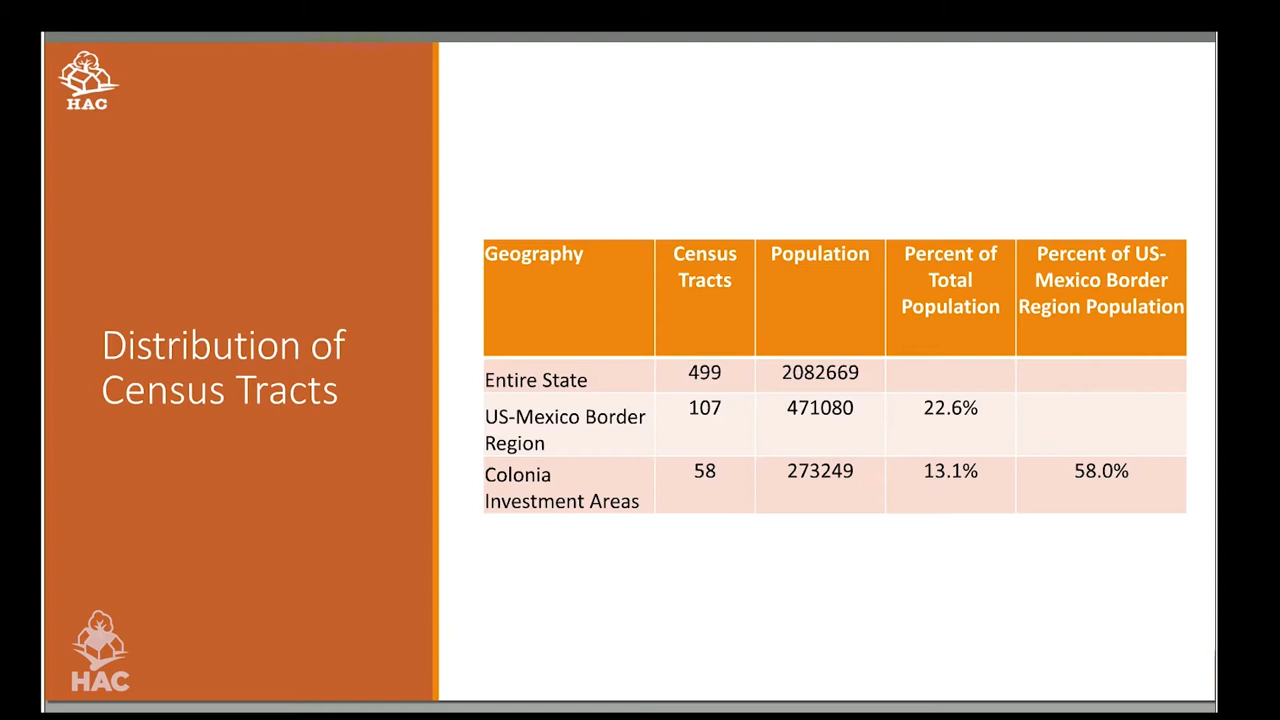 HAC
Distribution of
Census Tracts
HAC
Geography
Census
Tracts
Population
Percent of
Total
Population
Percent of US-
Mexico Border
Region Population
Entire State
499
2082669
US-Mexico Border
Region
107
471080
22.6%
Colonia
Investment Areas
58
273249
13.1%
58.0%